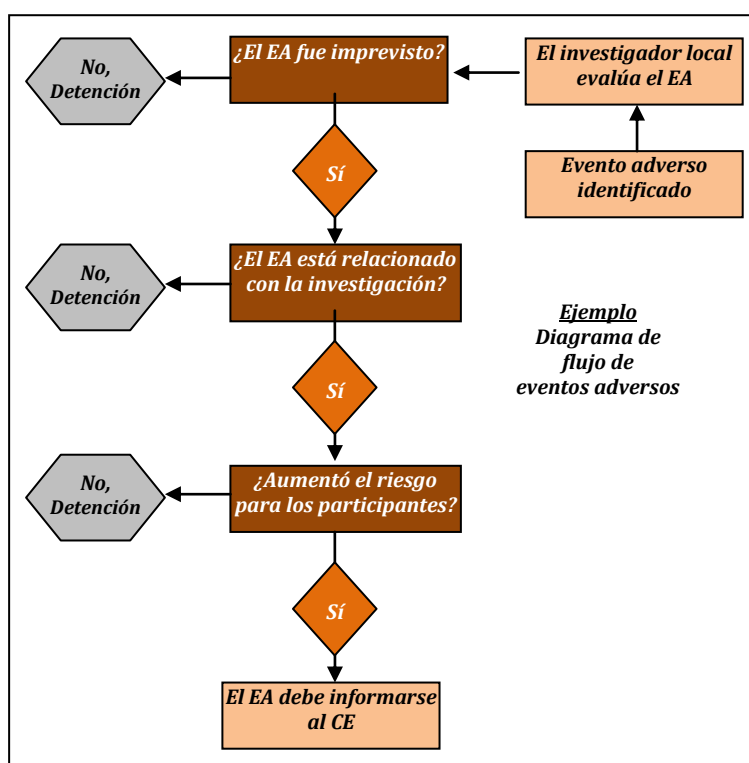 No,
Detención
¿El EA fue imprevisto?
El investigador local
evalúa el EA
Evento adverso
identificado
Sí
No,
Detención
¿El EA está relacionado
con la investigación?
Ejemplo
Diagrama de
flujo de
eventos adversos
Sí
No,
Detención
¿Aumentó el riesgo
para los participantes?
Sí
El EA debe informarse
al CE